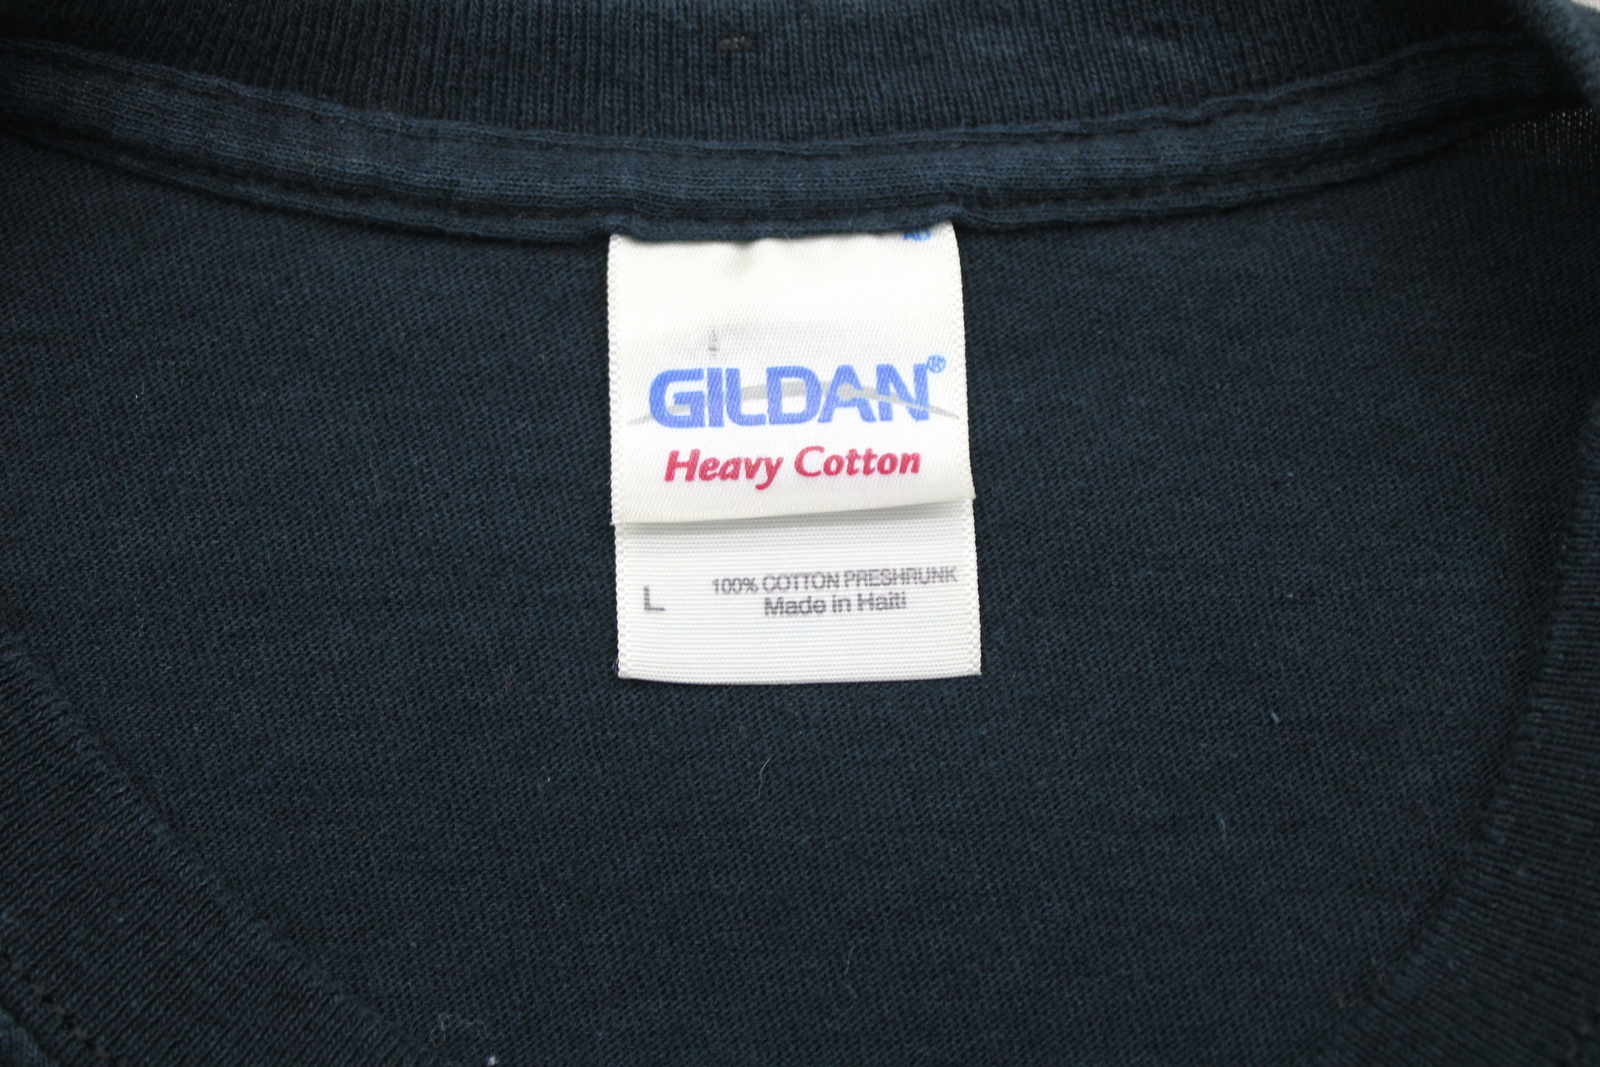 GILDAN®
Heavy Cotton
L
100% COTTON PRESHRUNK
Made in Haiti